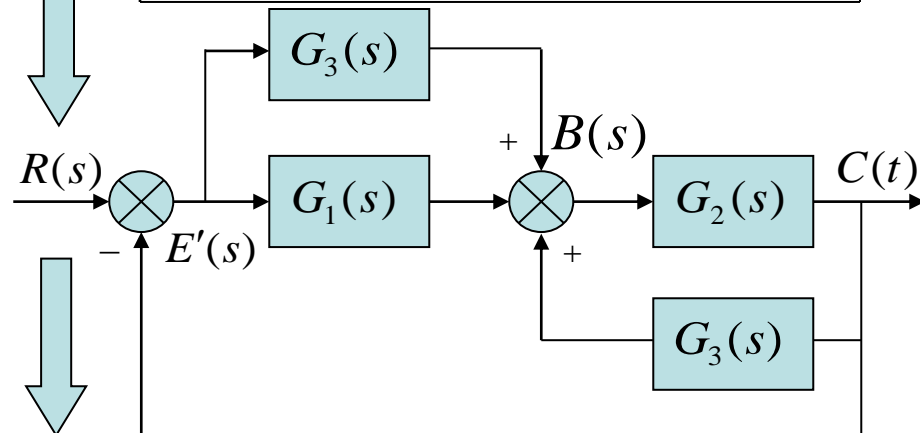 G₃(s)
+ B(s)
R(s) G₁(s) G₂(s) C(t)
− E′(s) +
G₃(s)